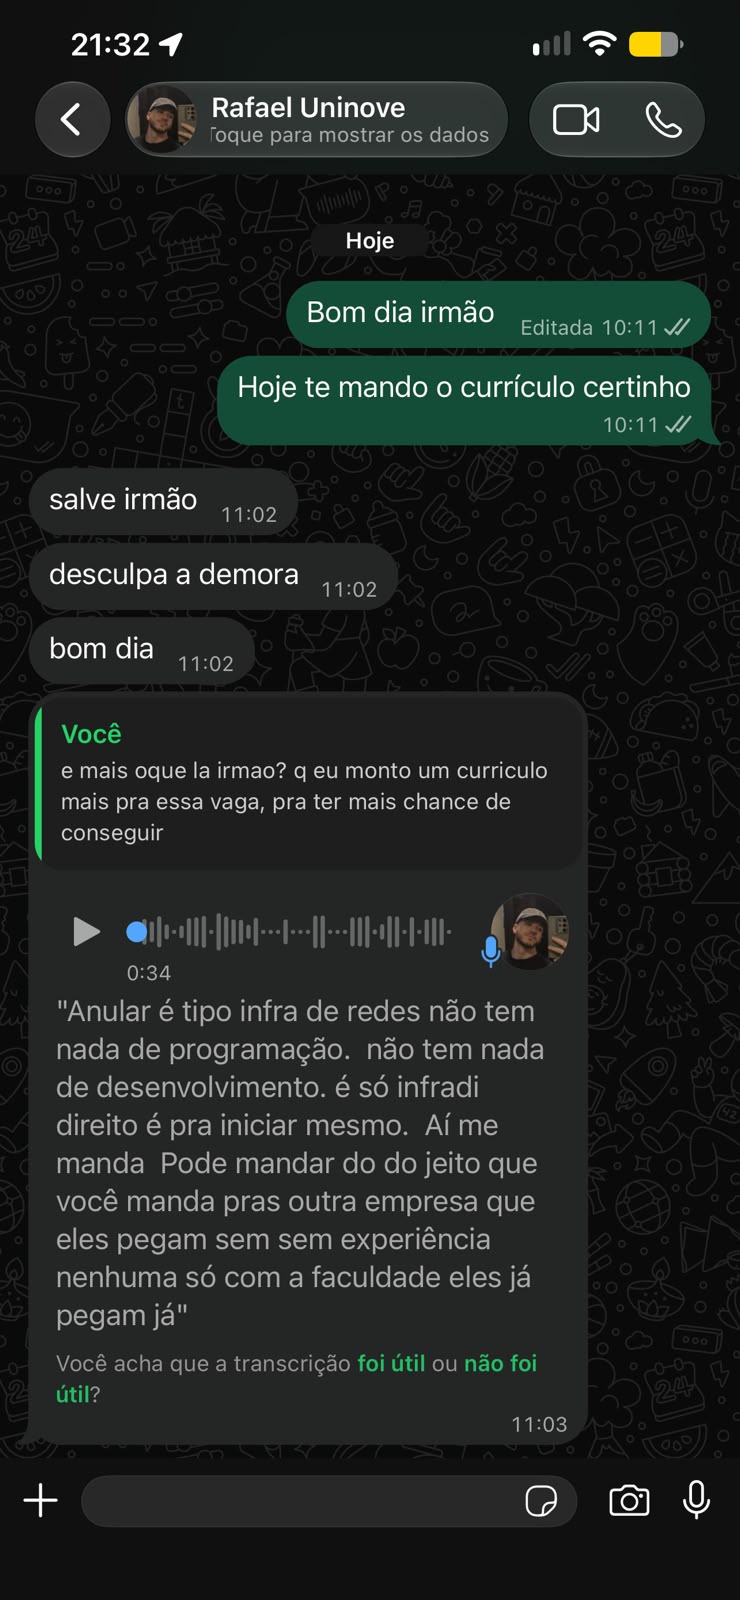 21:32
Rafael Uninove
Toque para mostrar os dados
Hoje
Bom dia irmão
Editada 10:11
Hoje te mando o currículo certinho
10:11
salve irmão
11:02
desculpa a demora
11:02
bom dia
11:02
Você
e mais oque la irmao? q eu monto um curriculo
mais pra essa vaga, pra ter mais chance de
conseguir
0:34
"Anular é tipo infra de redes não tem
nada de programação.  não tem nada
de desenvolvimento. é só infradi
direito é pra iniciar mesmo.  Aí me
manda  Pode mandar do do jeito que
você manda pras outra empresa que
eles pegam sem sem experiência
nenhuma só com a faculdade eles já
pegam já"
Você acha que a transcrição foi útil ou não foi
útil?
11:03